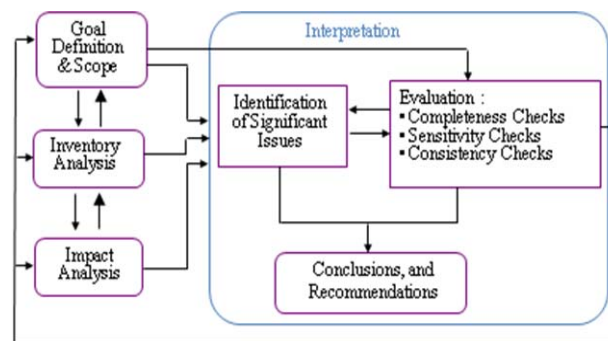 Goal
Definition
& Scope
Inventory
Analysis
Impact
Analysis
Interpretation
Identification
of Significant
Issues
Evaluation :
▪Completeness Checks
▪Sensitivity Checks
▪Consistency Checks
Conclusions, and
Recommendations